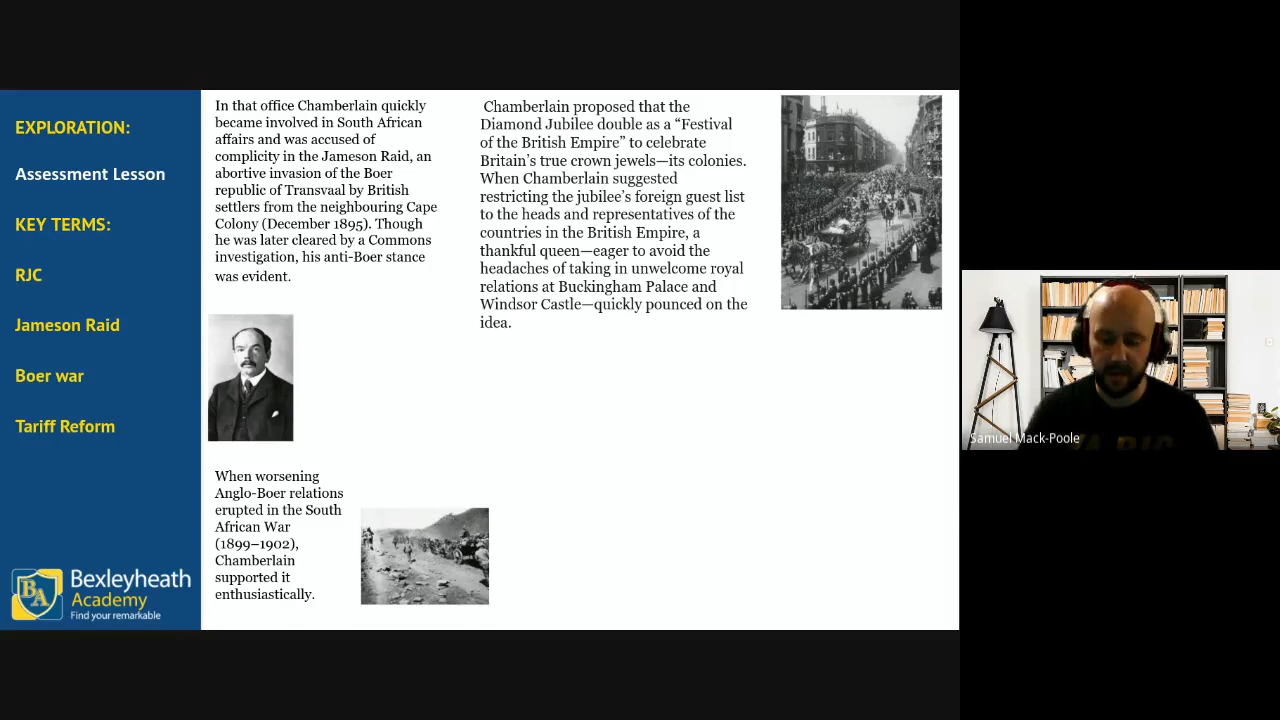 EXPLORATION:
Assessment Lesson
KEY TERMS:
RJC
Jameson Raid
Boer war
Tariff Reform
Bexleyheath
Academy
Find your remarkable
In that office Chamberlain quickly
became involved in South African
affairs and was accused of
complicity in the Jameson Raid, an
abortive invasion of the Boer
republic of Transvaal by British
settlers from the neighbouring Cape
Colony (December 1895). Though
he was later cleared by a Commons
investigation, his anti-Boer stance
was evident.
When worsening
Anglo-Boer relations
erupted in the South
African War
(1899–1902),
Chamberlain
supported it
enthusiastically.
Chamberlain proposed that the
Diamond Jubilee double as a “Festival
of the British Empire” to celebrate
Britain’s true crown jewels—its colonies.
When Chamberlain suggested
restricting the jubilee’s foreign guest list
to the heads and representatives of the
countries in the British Empire, a
thankful queen—eager to avoid the
headaches of taking in unwelcome royal
relations at Buckingham Palace and
Windsor Castle—quickly pounced on the
idea.
Samuel Mack-Poole